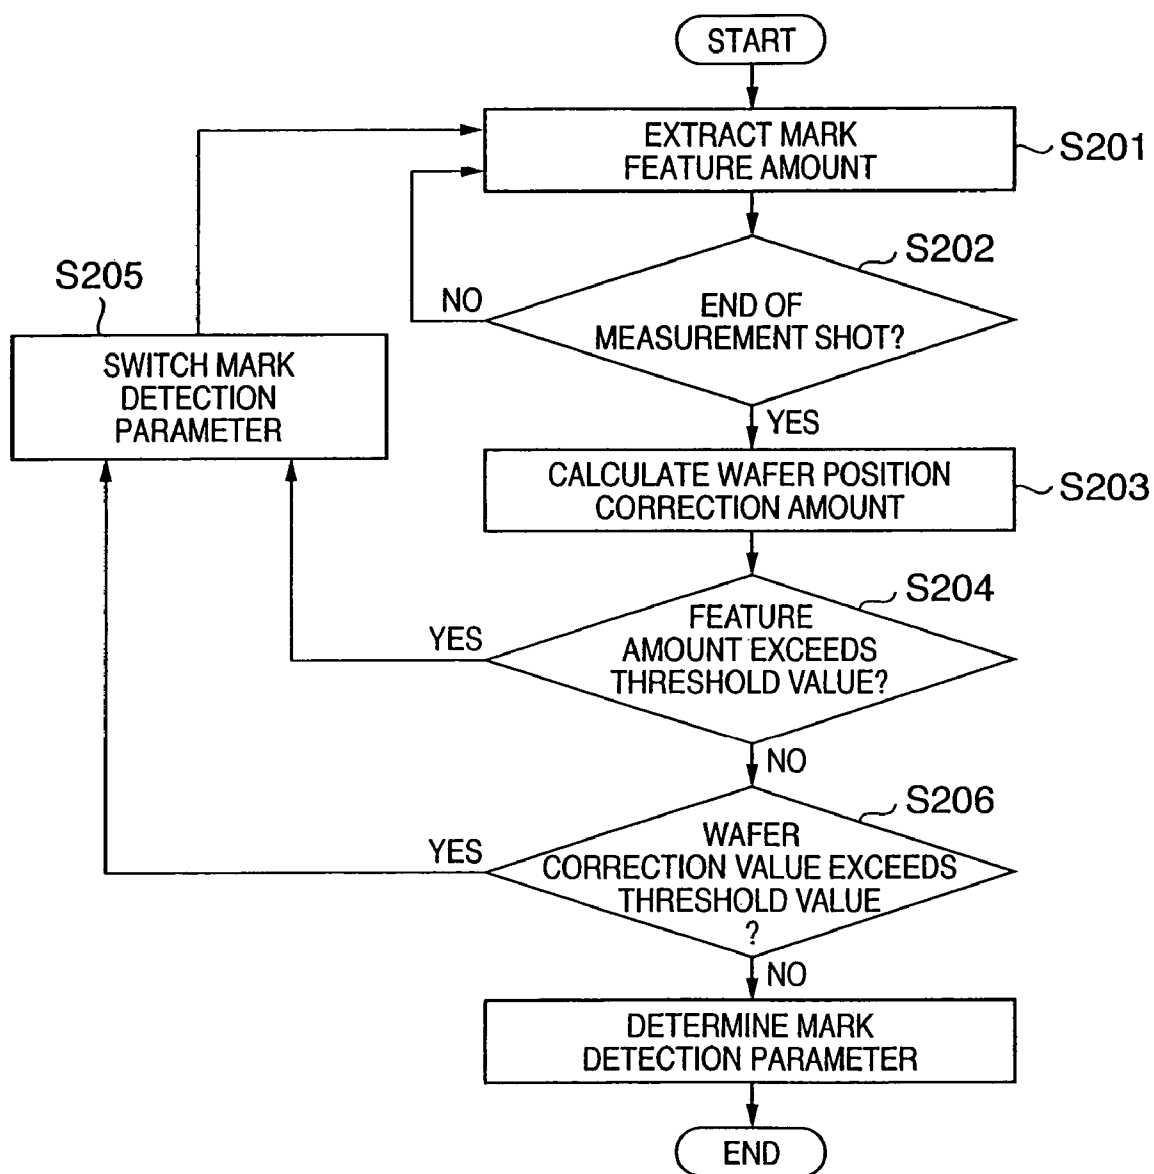 START
EXTRACT MARK
FEATURE AMOUNT
S201
S202
NO
END OF
MEASUREMENT SHOT?
S205
SWITCH MARK
DETECTION
PARAMETER
YES
CALCULATE WAFER POSITION
CORRECTION AMOUNT
S203
S204
YES
FEATURE
AMOUNT EXCEEDS
THRESHOLD VALUE?
NO
S206
YES
WAFER
CORRECTION VALUE EXCEEDS
THRESHOLD VALUE
?
NO
DETERMINE MARK
DETECTION PARAMETER
END